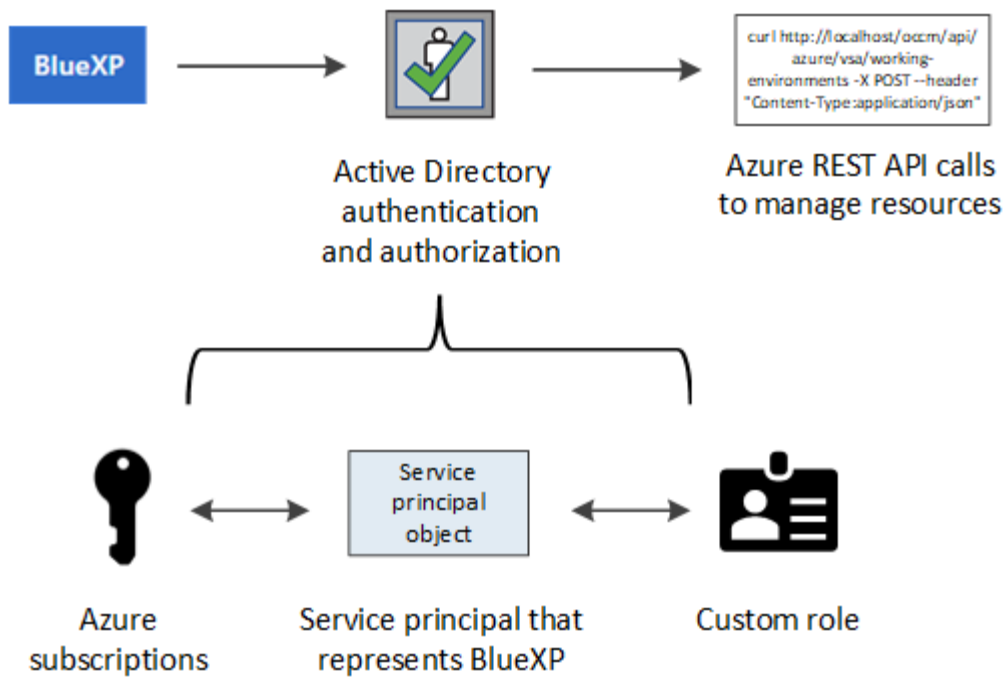 BlueXP
curl http://localhost/occm/api/
azure/vsa/working-
environments -X POST --header
"Content-Type:application/json"
Active Directory
authentication
and authorization
Azure REST API calls
to manage resources
Service
principal
object
Azure
subscriptions
Service principal that
represents BlueXP
Custom role